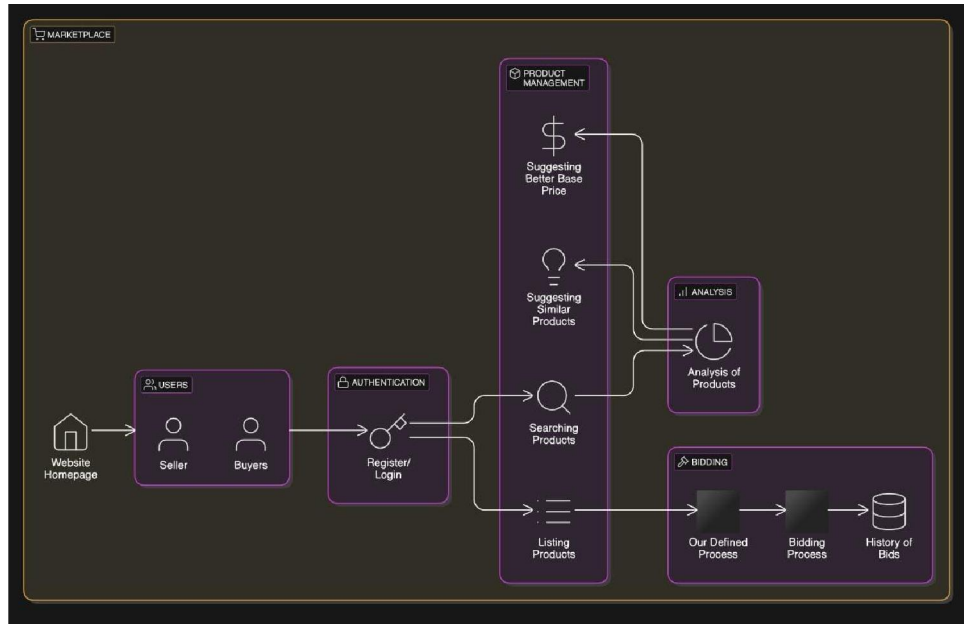 MARKETPLACE
PRODUCT
MANAGEMENT
Suggesting
Better Base
Price
Suggesting
Similar
Products
ANALYSIS
Analysis of
Products
USERS
AUTHENTICATION
Website
Homepage
Seller
Buyers
Register/
Login
Searching
Products
BIDDING
Listing
Products
Our Defined
Process
Bidding
Process
History of
Bids